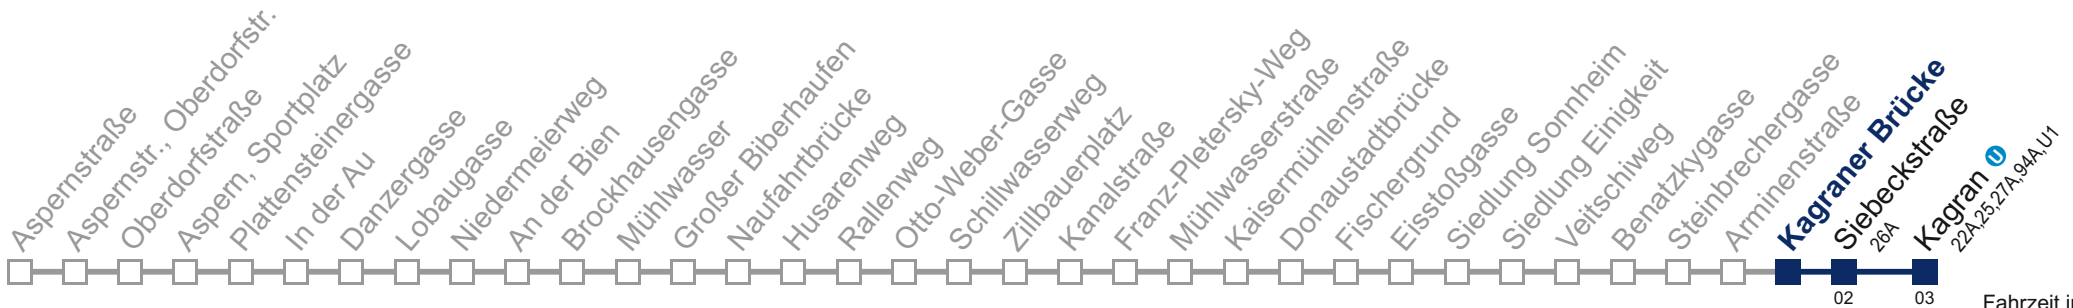 Aspernstraße
Aspernstr., Oberdorfstr.
Oberdorfstraße
Aspern, Sportplatz
Plattensteinergasse
In der Au
Danzergasse
Lobaugasse
Niedermeierweg
An der Bien
Brockhausengasse
Mühlwasser
Großer Biberhaufen
Naufahrtbrücke
Husarenweg
Rallenweg
Otto-Weber-Gasse
Schillwasserweg
Zillbauerplatz
Kanalstraße
Franz-Pletersky-Weg
Mühlwasserstraße
Kaisermühlenstraße
Donaustadtbrücke
Fischergrund
Eisstoßgasse
Siedlung Sonnheim
Siedlung Einigkeit
Veitschiweg
Benatzkygasse
Steinbrechergasse
Arminenstraße
Kagraner Brücke
Siebeckstraße
26A
Kagran U
22A,25,27A,94A,U1
02 03
Fahrzeit